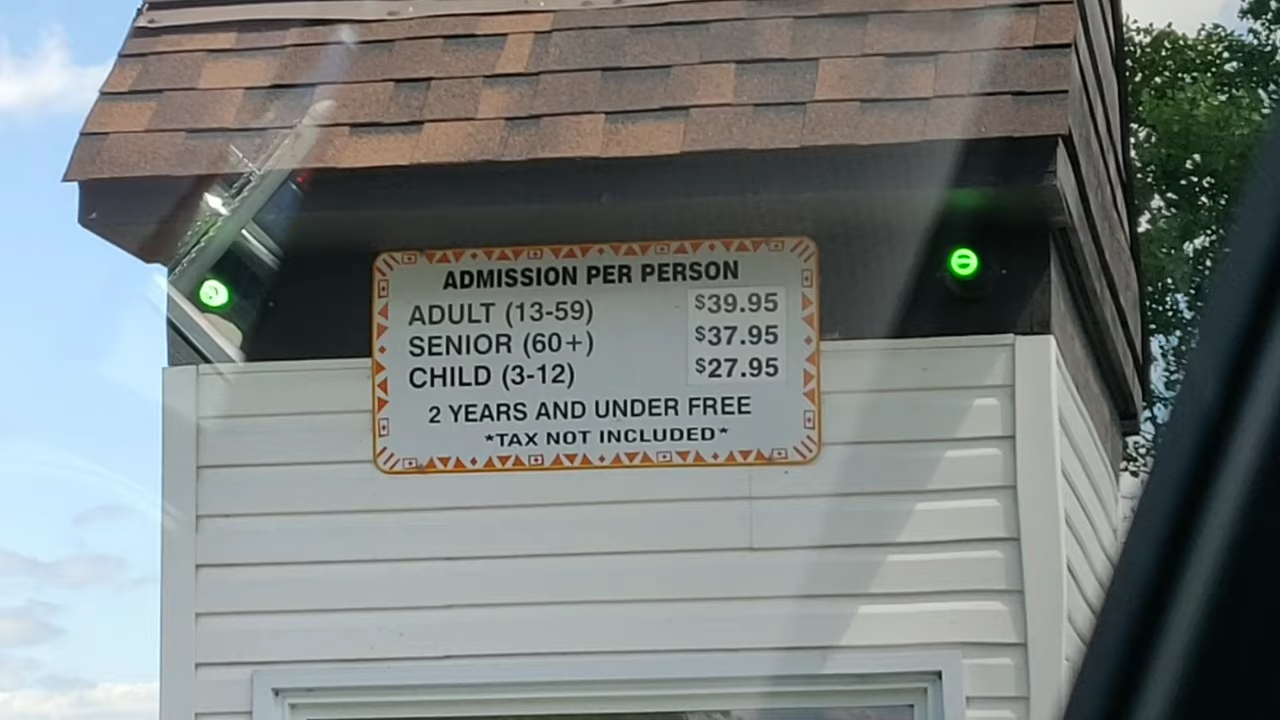 ADMISSION PER PERSON
ADULT (13-59) $39.95
SENIOR (60+) $37.95
CHILD (3-12) $27.95
2 YEARS AND UNDER FREE
*TAX NOT INCLUDED*